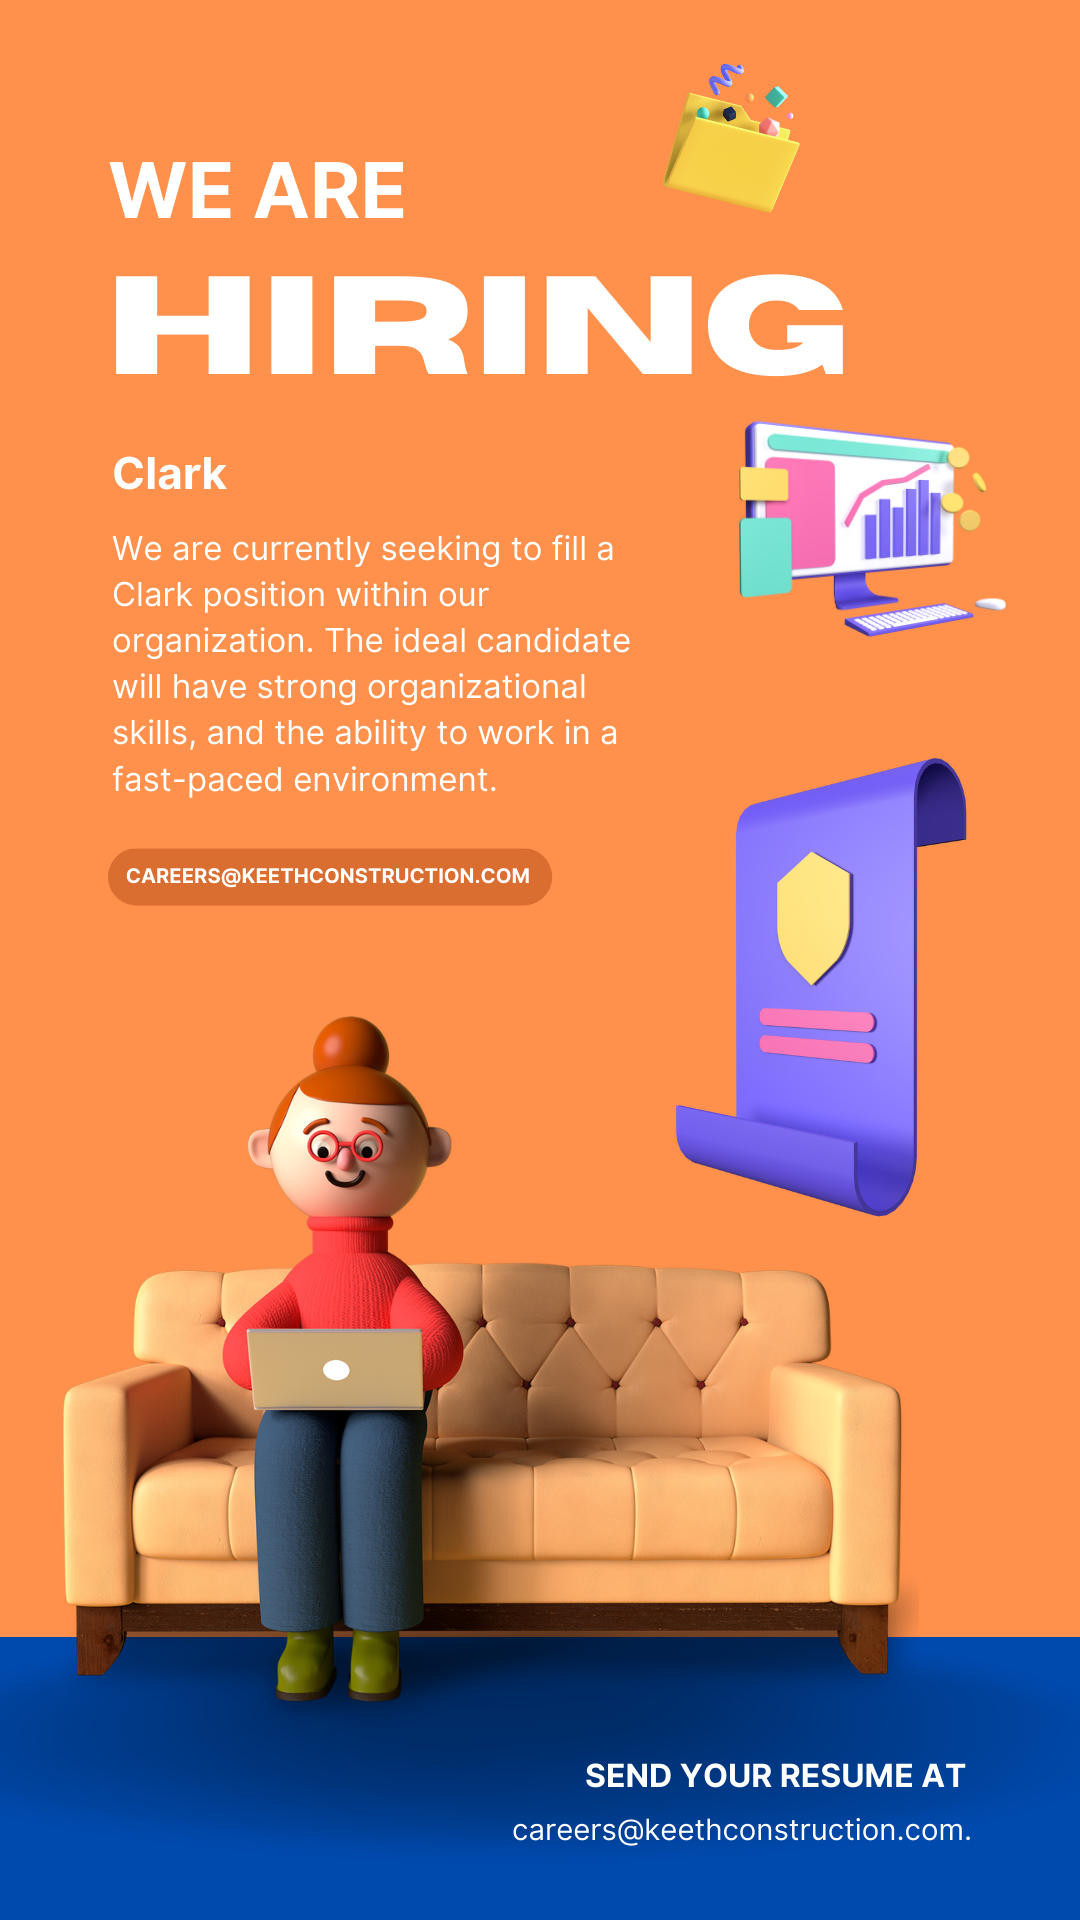 WE ARE
HIRING
Clark
We are currently seeking to fill a
Clark position within our
organization. The ideal candidate
will have strong organizational
skills, and the ability to work in a
fast-paced environment.
CAREERS@KEETHCONSTRUCTION.COM
SEND YOUR RESUME AT
careers@keethconstruction.com.